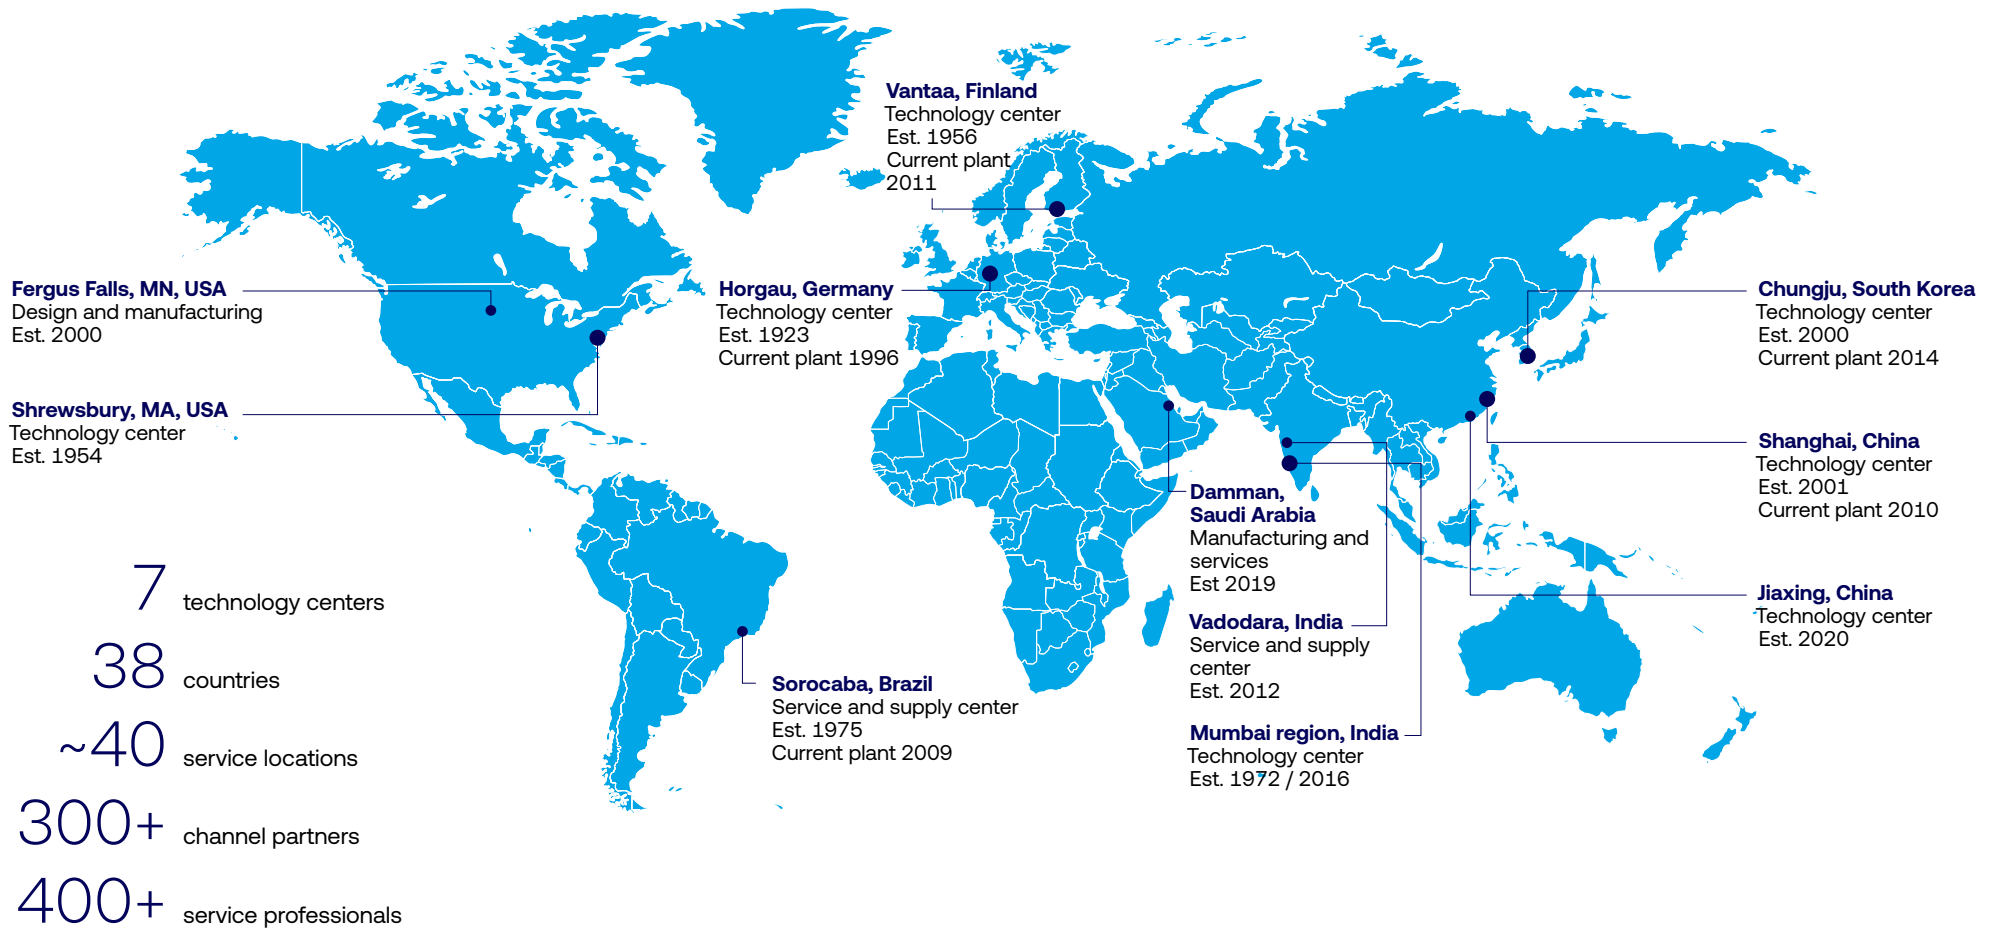 Vantaa, Finland
Technology center
Est. 1956
Current plant
2011
Fergus Falls, MN, USA
Design and manufacturing
Est. 2000
Shrewsbury, MA, USA
Technology center
Est. 1954
Horgau, Germany
Technology center
Est. 1923
Current plant 1996
Chungju, South Korea
Technology center
Est. 2000
Current plant 2014
Shanghai, China
Technology center
Est. 2001
Current plant 2010
Jiaxing, China
Technology center
Est. 2020
Damman,
Saudi Arabia
Manufacturing and
services
Est 2019
Vadodara, India
Service and supply
center
Est. 2012
Mumbai region, India
Technology center
Est. 1972 / 2016
Sorocaba, Brazil
Service and supply center
Est. 1975
Current plant 2009
7 technology centers
38 countries
~40 service locations
300+ channel partners
400+ service professionals